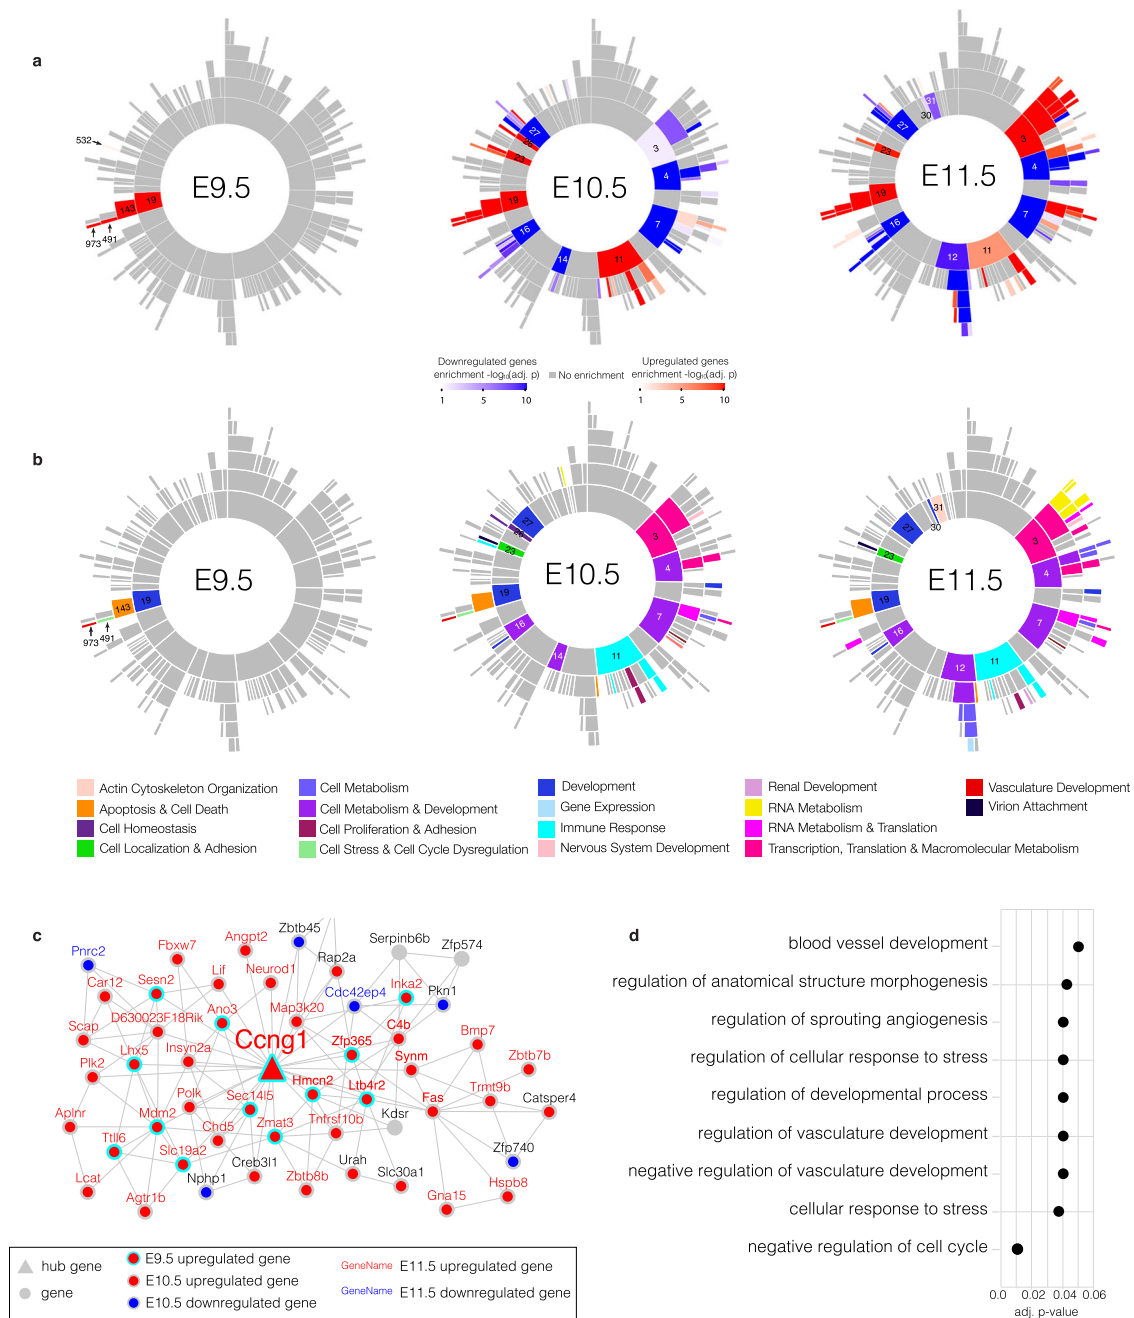 a
532
19
143
973
491
E9.5
27
26
23
3
4
19
7
16
14
11
E10.5
31
30
27
23
3
4
19
16
7
12
11
E11.5
Downregulated genes
enrichment -log10(adj. p)
1 5 10
No enrichment
Upregulated genes
enrichment -log10(adj. p)
1 5 10
b
19
143
973
491
E9.5
27
26
23
3
4
19
7
16
14
11
E10.5
31
30
27
23
3
4
19
16
7
12
11
E11.5
Actin Cytoskeleton Organization
Apoptosis & Cell Death
Cell Homeostasis
Cell Localization & Adhesion
Cell Metabolism
Cell Metabolism & Development
Cell Proliferation & Adhesion
Cell Stress & Cell Cycle Dysregulation
Development
Gene Expression
Immune Response
Nervous System Development
Renal Development
RNA Metabolism
RNA Metabolism & Translation
Transcription, Translation & Macromolecular Metabolism
Vasculature Development
Virion Attachment
c
Pnrc2
Fbxw7
Angpt2
Zbtb45
Serpinb6b
Zfp574
Rap2a
Car12
Sesn2
Lif
Neurod1
Cdc42ep4
Inka2
Pkn1
Scap
D630023F18Rik
Ano3
Map3k20
C4b
Bmp7
Ccng1
Zfp365
Synm
Zbtb7b
Plk2
Lhx5
Insyn2a
Hmcn2
Ltb4r2
Fas
Trmt9b
Catsper4
Aplnr
Mdm2
Polk
Sec14l5
Kdsr
Ttll6
Slc19a2
Chd5
Zmat3
Tnfrsf10b
Zfp740
Lcat
Agtr1b
Nphp1
Creb3l1
Zbtb8b
Urah
Slc30a1
Gna15
Hspb8
hub gene
gene
E9.5 upregulated gene
E10.5 upregulated gene
E10.5 downregulated gene
GeneName E11.5 upregulated gene
GeneName E11.5 downregulated gene
d
blood vessel development
regulation of anatomical structure morphogenesis
regulation of sprouting angiogenesis
regulation of cellular response to stress
regulation of developmental process
regulation of vasculature development
negative regulation of vasculature development
cellular response to stress
negative regulation of cell cycle
0.0 0.02 0.04 0.06
adj. p-value